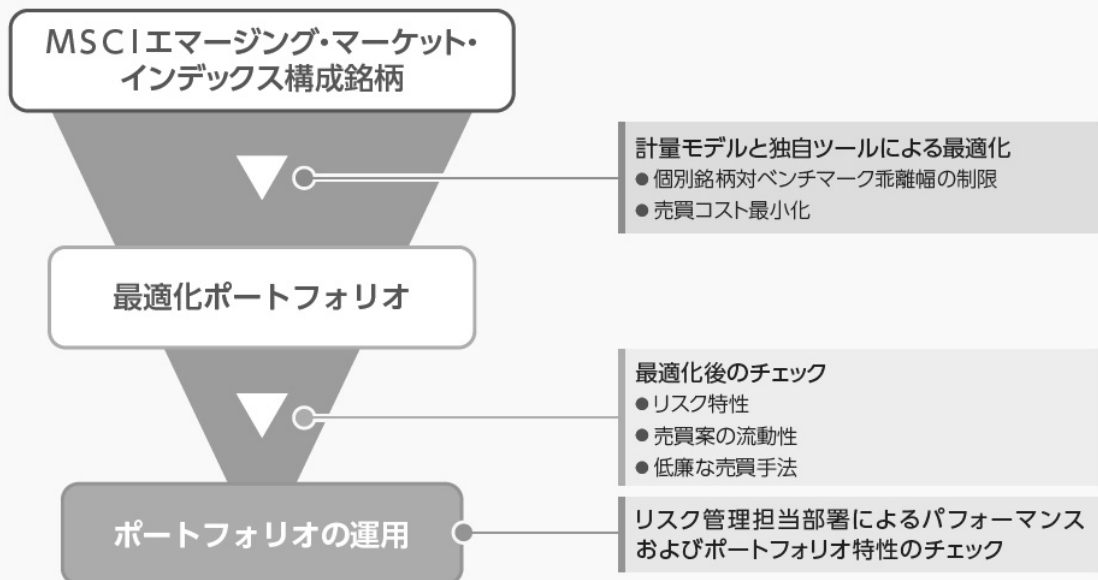 MSCIエマージング・マーケット・
インデックス構成銘柄
計量モデルと独自ツールによる最適化
● 個別銘柄対ベンチマーク乖離幅の制限
● 売買コスト最小化
最適化ポートフォリオ
最適化後のチェック
● リスク特性
● 売買案の流動性
● 低廉な売買手法
ポートフォリオの運用
リスク管理担当部署によるパフォーマンス
およびポートフォリオ特性のチェック